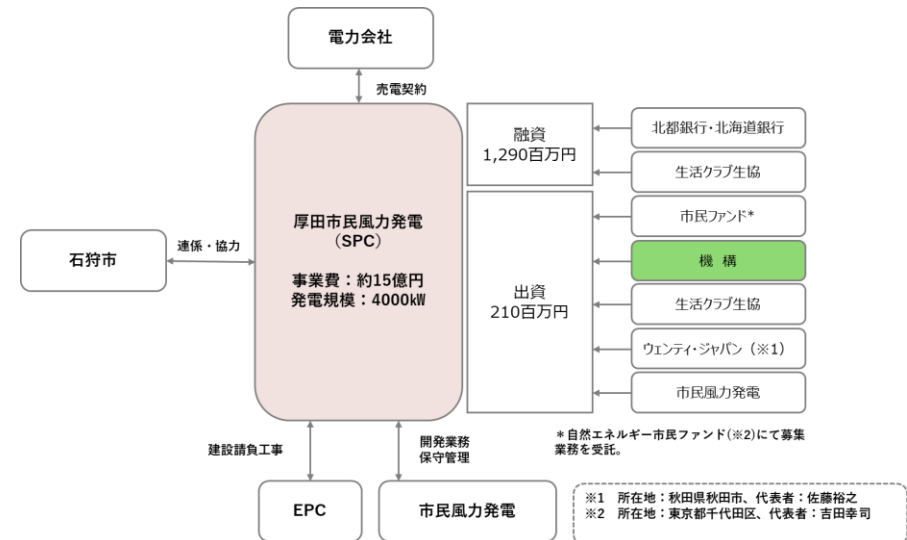 電力会社
売電契約
厚田市民風力発電
(SPC)
事業費：約15億円
発電規模：4000kW
石狩市
連係・協力
融資
1,290百万円
出資
210百万円
北都銀行・北海道銀行
生活クラブ生協
市民ファンド*
機 構
生活クラブ生協
ウェンティ・ジャパン（※1）
市民風力発電
＊自然エネルギー市民ファンド(※2)にて募集
業務を受託。
建設請負工事
開発業務
保守管理
EPC
市民風力発電
※1 所在地：秋田県秋田市、代表者：佐藤裕之
※2 所在地：東京都千代田区、代表者：吉田幸司